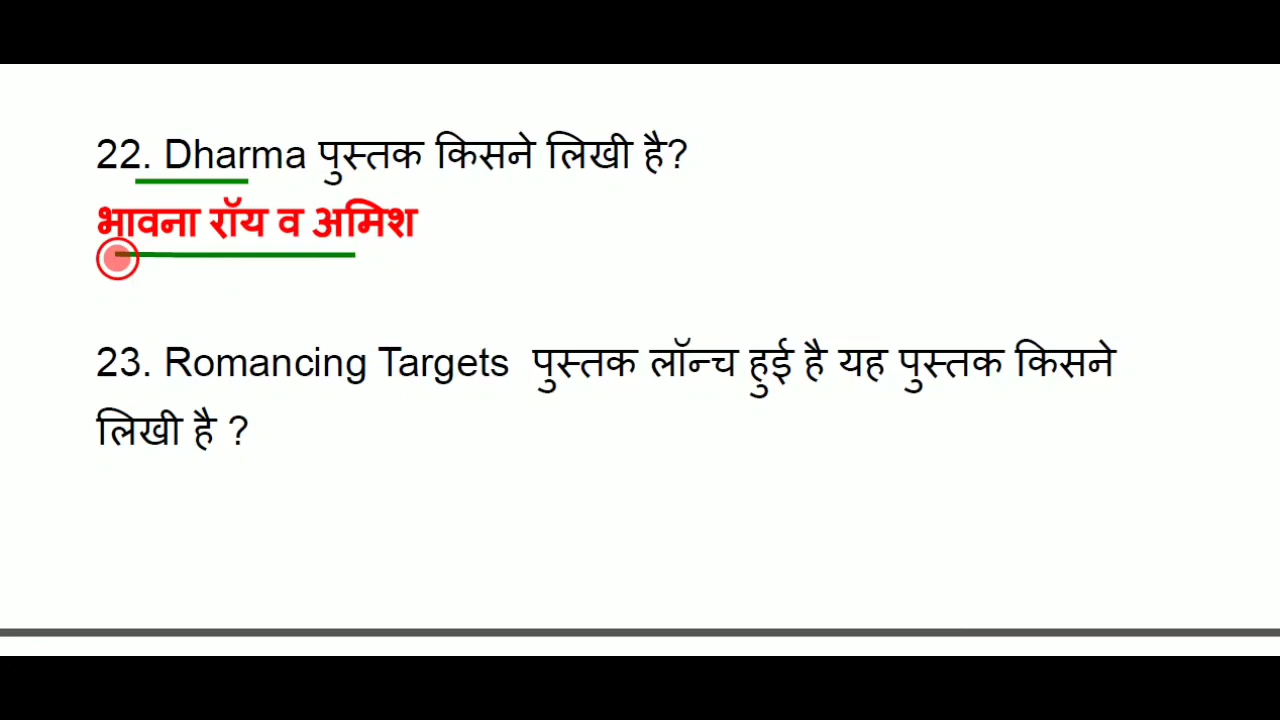 22. Dharma पुस्तक किसने लिखी है?
भावना रॉय व अमिश
23. Romancing Targets पुस्तक लॉन्च हुई है यह पुस्तक किसने
लिखी है ?